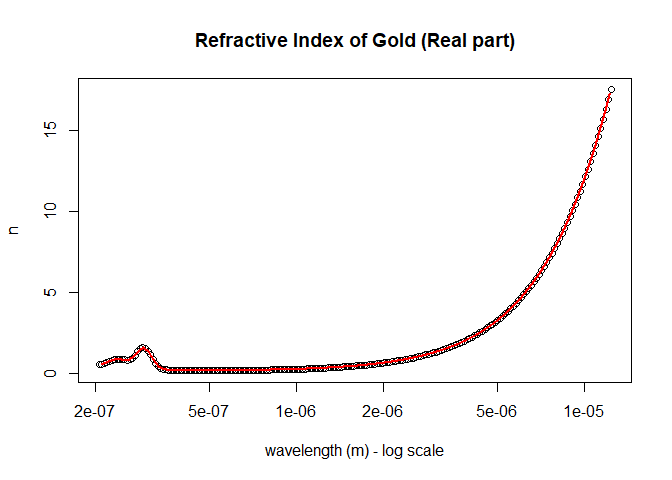 Refractive Index of Gold (Real part)
n
15
10
5
0
2e-07 5e-07 1e-06 2e-06 5e-06 1e-05
wavelength (m) - log scale